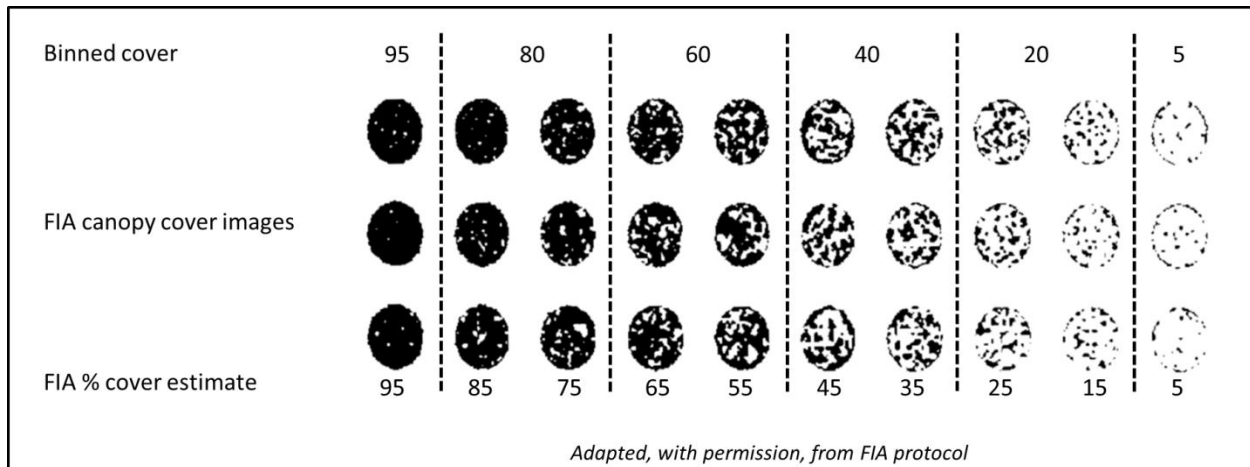 Binned cover 95 80 60 40 20 5
FIA canopy cover images
FIA % cover estimate
95 85 75 65 55 45 35 25 15 5
Adapted, with permission, from FIA protocol